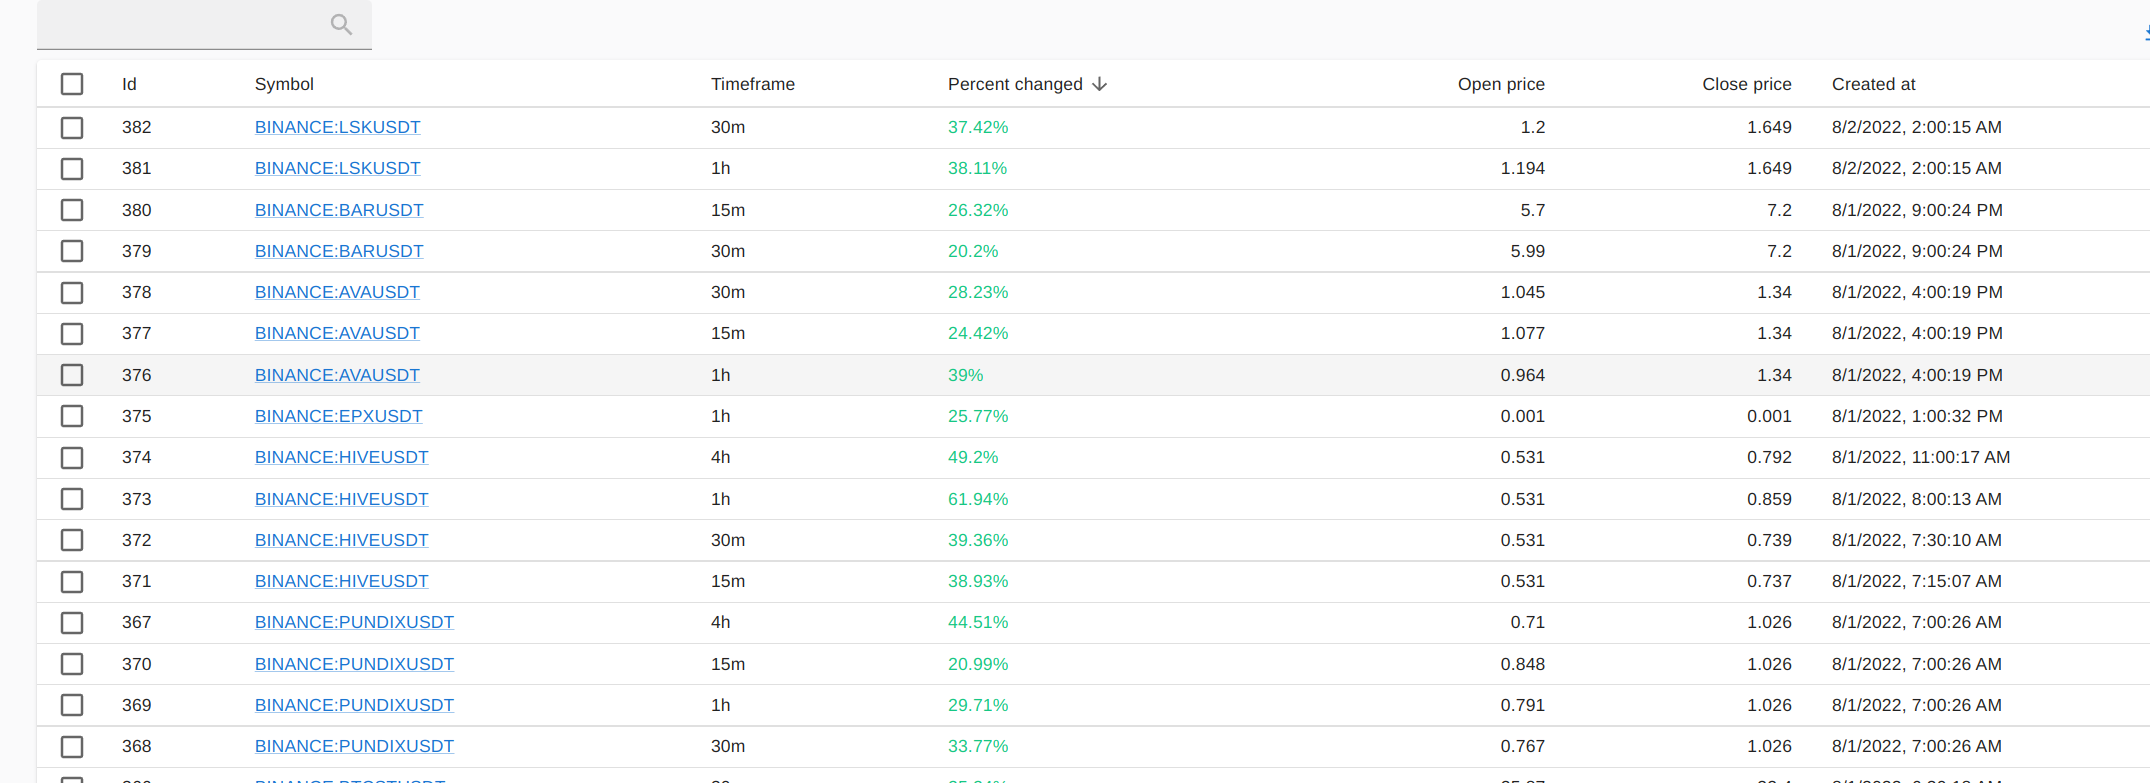 Id Symbol Timeframe Percent changed Open price Close price Created at
382 BINANCE:LSKUSDT 30m 37.42% 1.2 1.649 8/2/2022, 2:00:15 AM
381 BINANCE:LSKUSDT 1h 38.11% 1.194 1.649 8/2/2022, 2:00:15 AM
380 BINANCE:BARUSDT 15m 26.32% 5.7 7.2 8/1/2022, 9:00:24 PM
379 BINANCE:BARUSDT 30m 20.2% 5.99 7.2 8/1/2022, 9:00:24 PM
378 BINANCE:AVAUSDT 30m 28.23% 1.045 1.34 8/1/2022, 4:00:19 PM
377 BINANCE:AVAUSDT 15m 24.42% 1.077 1.34 8/1/2022, 4:00:19 PM
376 BINANCE:AVAUSDT 1h 39% 0.964 1.34 8/1/2022, 4:00:19 PM
375 BINANCE:EPXUSDT 1h 25.77% 0.001 0.001 8/1/2022, 1:00:32 PM
374 BINANCE:HIVEUSDT 4h 49.2% 0.531 0.792 8/1/2022, 11:00:17 AM
373 BINANCE:HIVEUSDT 1h 61.94% 0.531 0.859 8/1/2022, 8:00:13 AM
372 BINANCE:HIVEUSDT 30m 39.36% 0.531 0.739 8/1/2022, 7:30:10 AM
371 BINANCE:HIVEUSDT 15m 38.93% 0.531 0.737 8/1/2022, 7:15:07 AM
367 BINANCE:PUNDIXUSDT 4h 44.51% 0.71 1.026 8/1/2022, 7:00:26 AM
370 BINANCE:PUNDIXUSDT 15m 20.99% 0.848 1.026 8/1/2022, 7:00:26 AM
369 BINANCE:PUNDIXUSDT 1h 29.71% 0.791 1.026 8/1/2022, 7:00:26 AM
368 BINANCE:PUNDIXUSDT 30m 33.77% 0.767 1.026 8/1/2022, 7:00:26 AM